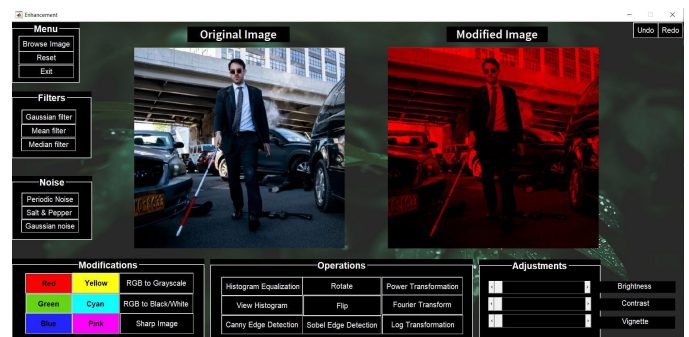 Enhancement
Menu
Browse Image
Reset
Exit
Original Image
Modified Image
Undo Redo
Filters
Gaussian filter
Mean filter
Median filter
Noise
Periodic Noise
Salt & Pepper
Gaussian noise
Modifications
Red Yellow RGB to Grayscale
Green Cyan RGB to Black/White
Blue Pink Sharp Image
Operations
Histogram Equalization Rotate Power Transformation
View Histogram Flip Fourier Transform
Canny Edge Detection Sobel Edge Detection Log Transformation
Adjustments
Brightness
Contrast
Vignette